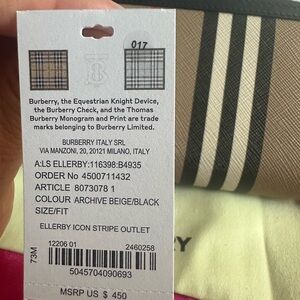 017
Burberry, the Equestrian Knight Device,
the Burberry Check, and the Thomas
Burberry Monogram and Print are trade
marks belonging to Burberry Limited.
BURBERRY ITALY SRL
VIA MANZONI, 20, 20121 MILANO, ITALY
A:LS ELLERBY:116398:B4935
ORDER No 4500711432
ARTICLE 8073078 1
COLOUR ARCHIVE BEIGE/BLACK
SIZE/FIT
ELLERBY ICON STRIPE OUTLET
73M
12206 01 2460258
5045704090693
MSRP US $ 450
RY